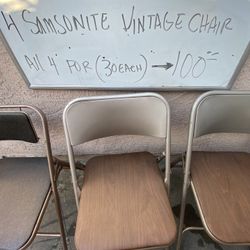 4 SAMSONITE VINTAGE CHAIR
All 4 FOR (30 EACH) → 100